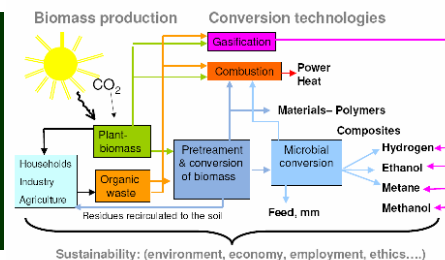 Biomass production
Conversion technologies
Gasification
CO2
Combustion
Power
Heat
Materials– Polymers
Composites
Plant-
biomass
Pretreament
& conversion
of biomass
Microbial
conversion
Hydrogen
Ethanol
Metane
Methanol
Households
Industry
Agriculture
Organic
waste
Feed, mm
Residues recirculated to the soil
Sustainability: (environment, economy, employment, ethics….)